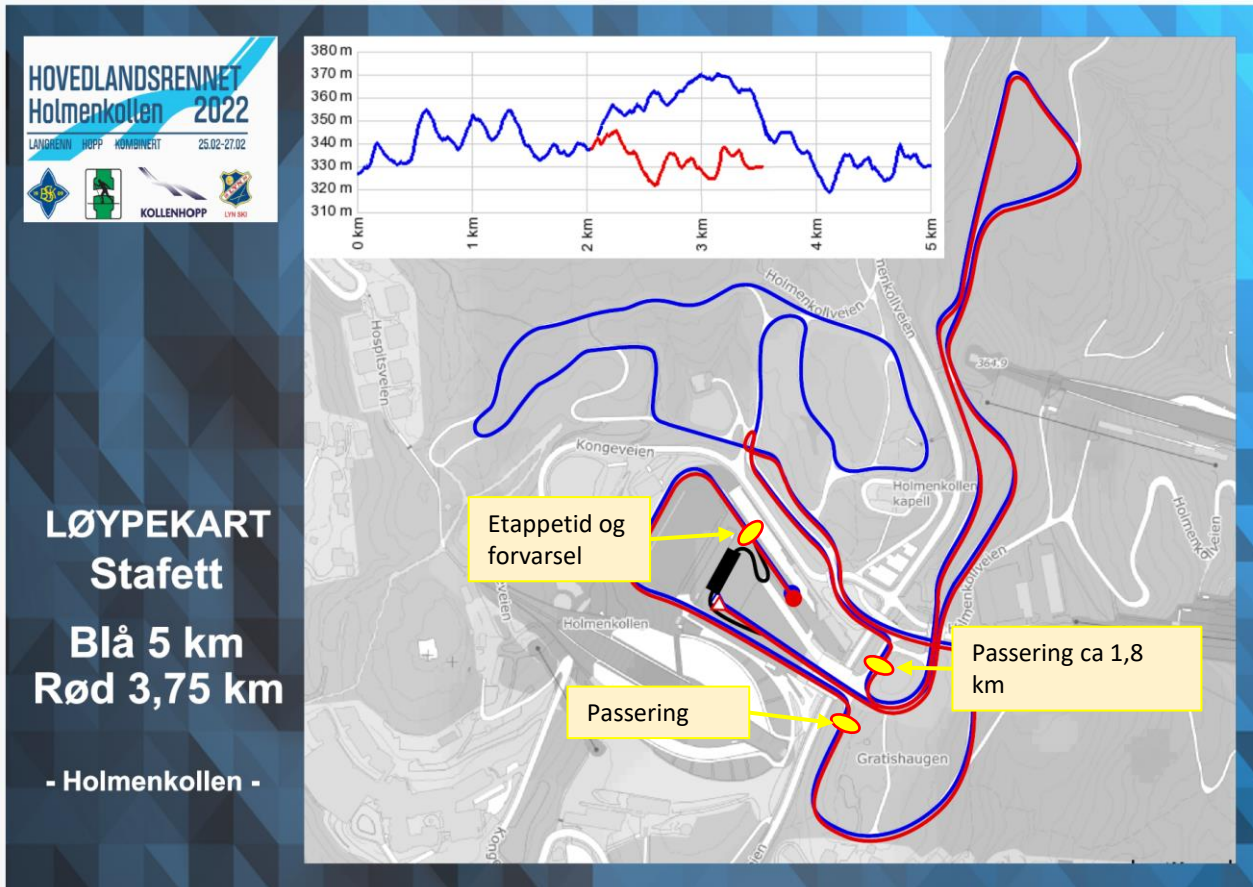 HOVEDLANDSRENNET
Holmenkollen 2022
LANGRENN HOPP KOMBINERT 25.02-27.02
KOLLENHOPP
LYN SKI
380 m
370 m
360 m
350 m
340 m
330 m
320 m
310 m
0 km
1 km
2 km
3 km
4 km
5 km
LØYPEKART
Stafett
Blå 5 km
Rød 3,75 km
- Holmenkollen -
Holmenkollveien
menkollveien
Hospitsveien
364.9
Kongeveien
Holmenkollen
kapell
Holmenkollveien
Etappetid og
forvarsel
Holmenkollen
Holmenkollveien
Passering ca 1,8
km
Passering
Gratishaugen